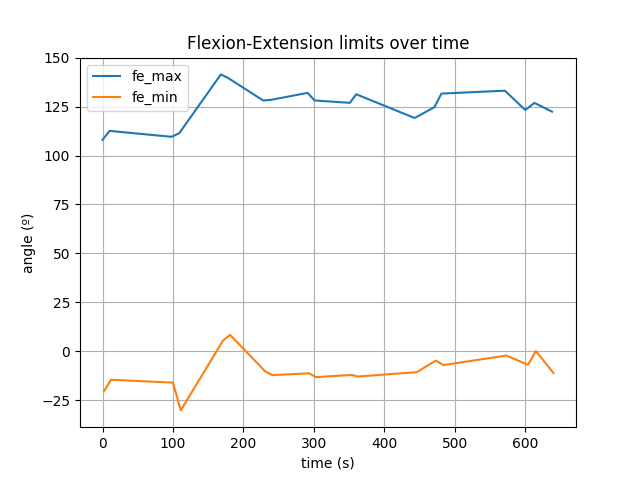 Flexion-Extension limits over time
fe_max
fe_min
150
125
100
75
50
25
0
−25
angle (º)
0 100 200 300 400 500 600
time (s)